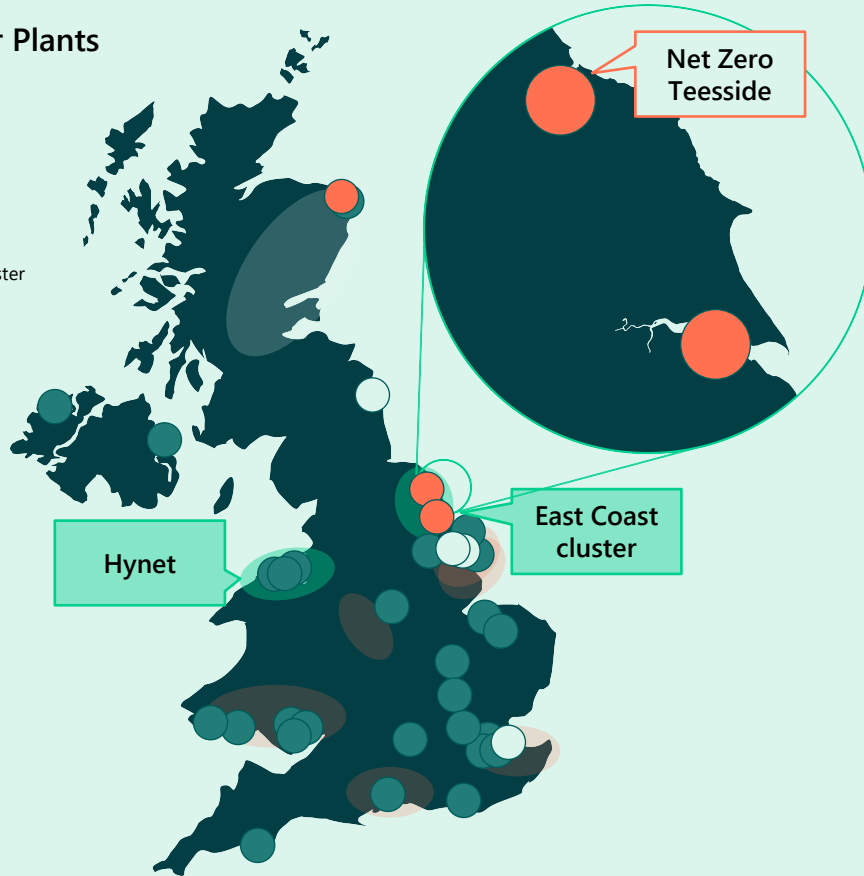 r Plants
Net Zero
Teesside
ster
East Coast
cluster
Hynet